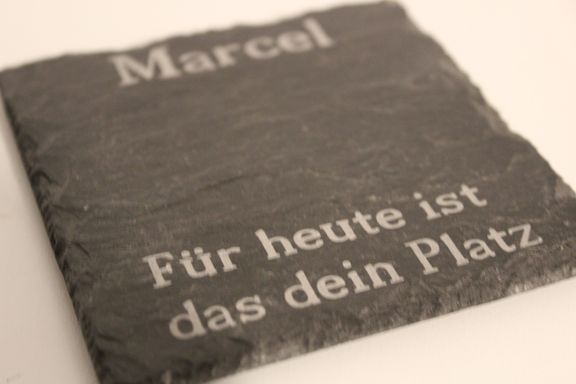 Marcel
Für heute ist
das dein Platz